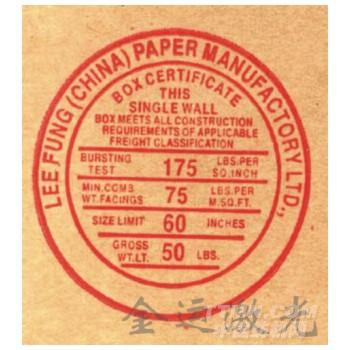 LEE FUNG (CHINA) PAPER MANUFACTORY LTD.,
BOX CERTIFICATE
THIS
SINGLE WALL
BOX MEETS ALL CONSTRUCTION
REQUIREMENTS OF APPLICABLE
FREIGHT CLASSIFICATION
BURSTING TEST 175 LBS.PER SQ.INCH
MIN.COMB WT.FACINGS 75 LBS.PER M.SQ.FT.
SIZE LIMIT 60 INCHES
GROSS WT.LT. 50 LBS.
金运激光